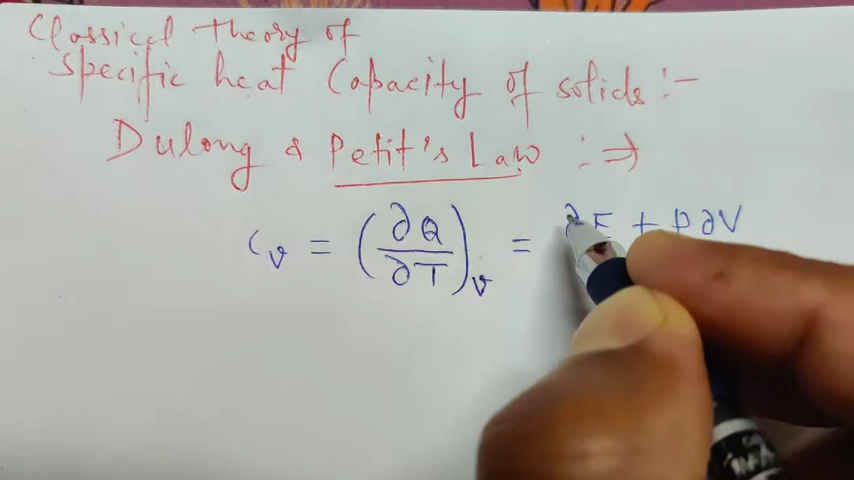 Classical Theory of
Specific heat Capacity of solids :-
Dulong & Petit's Law :⇒
Cv = (∂Q/∂T)v = ∂E + P∂V